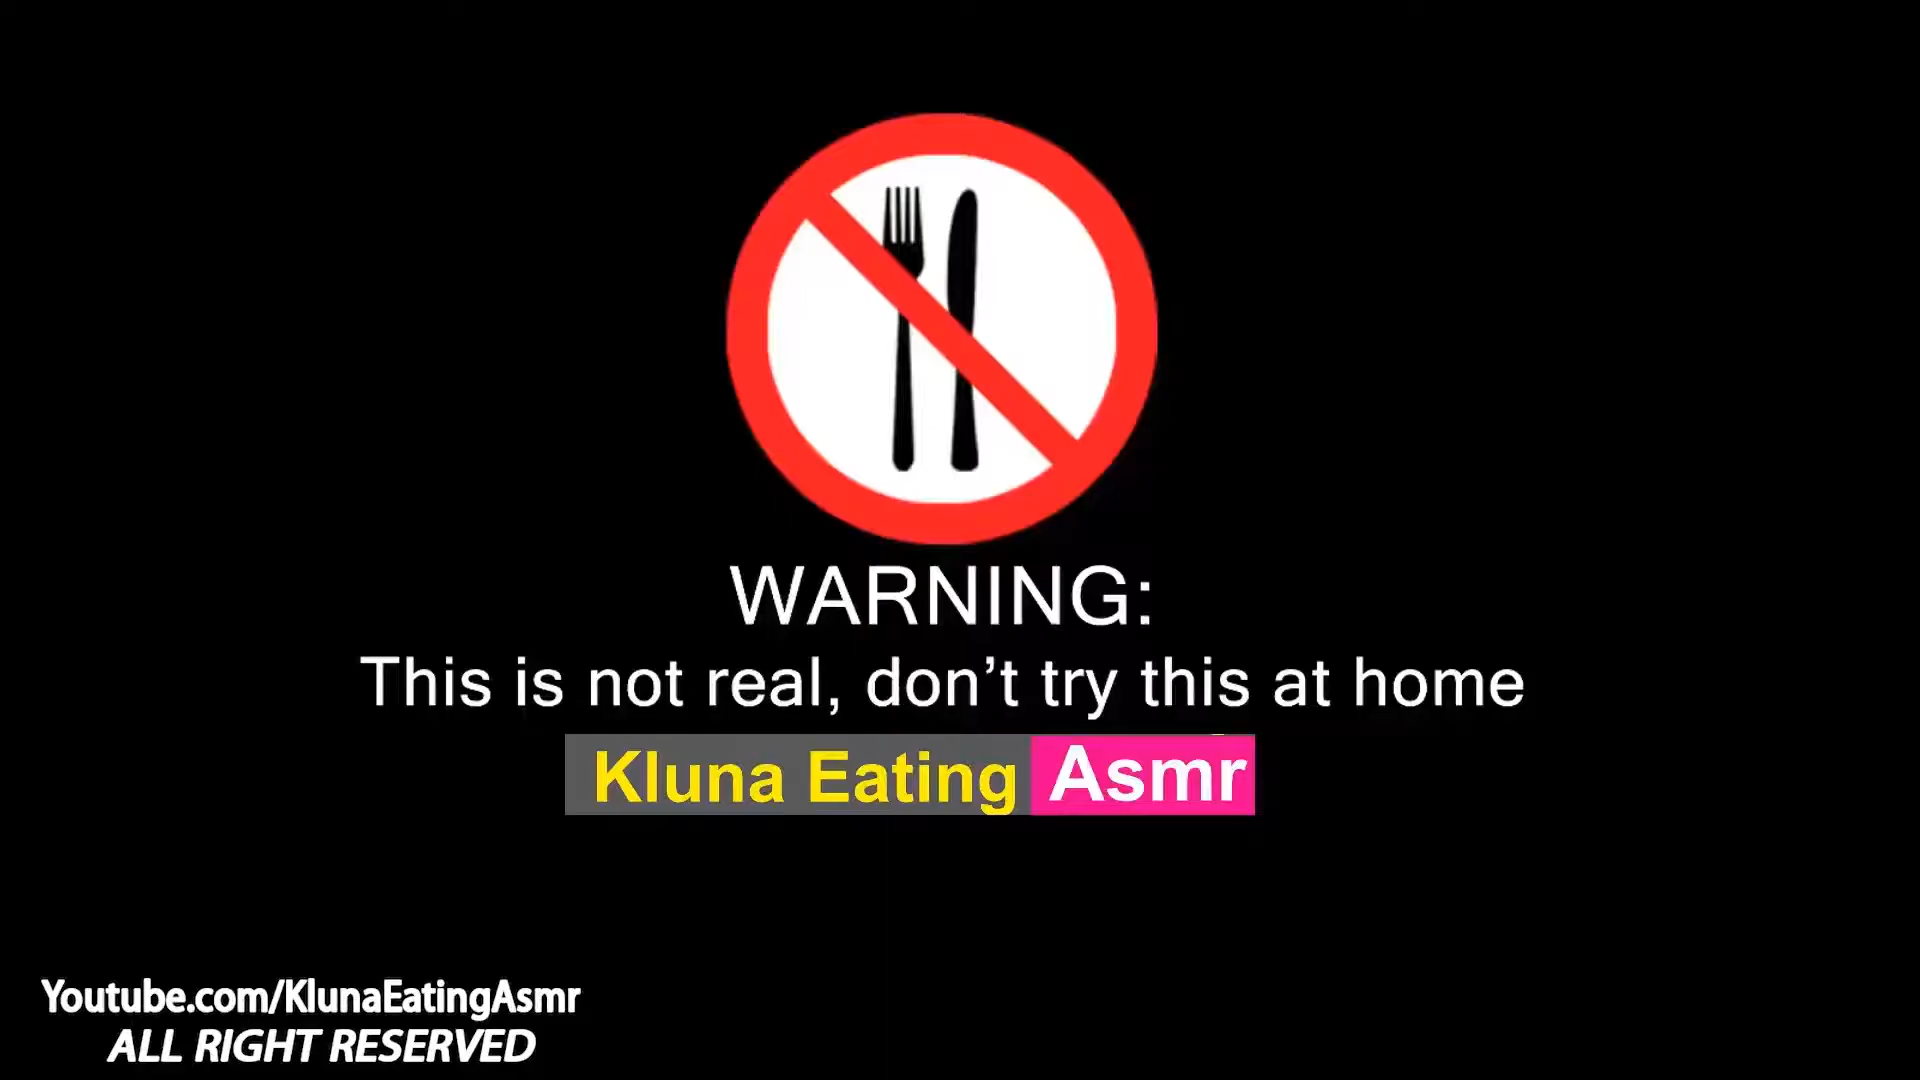 WARNING:
This is not real, don’t try this at home
Kluna Eating Asmr
Youtube.com/KlunaEatingAsmr
ALL RIGHT RESERVED